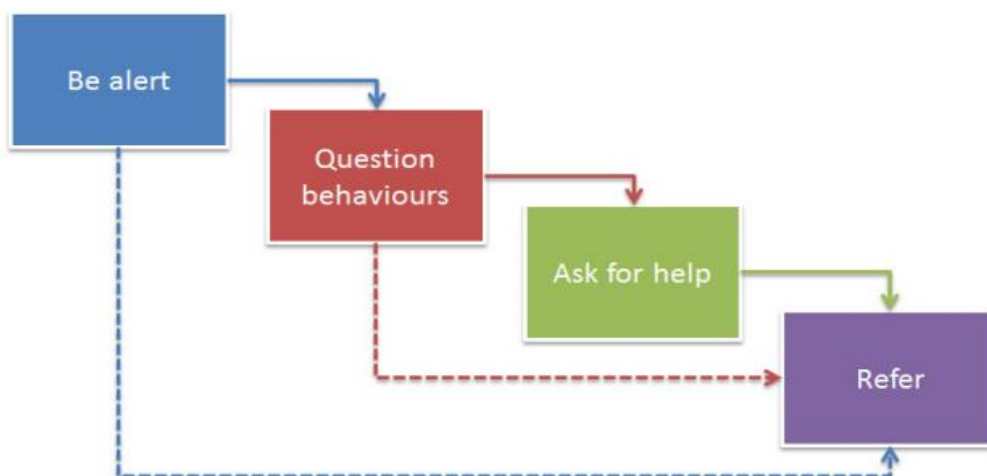 Be alert
Question
behaviours
Ask for help
Refer